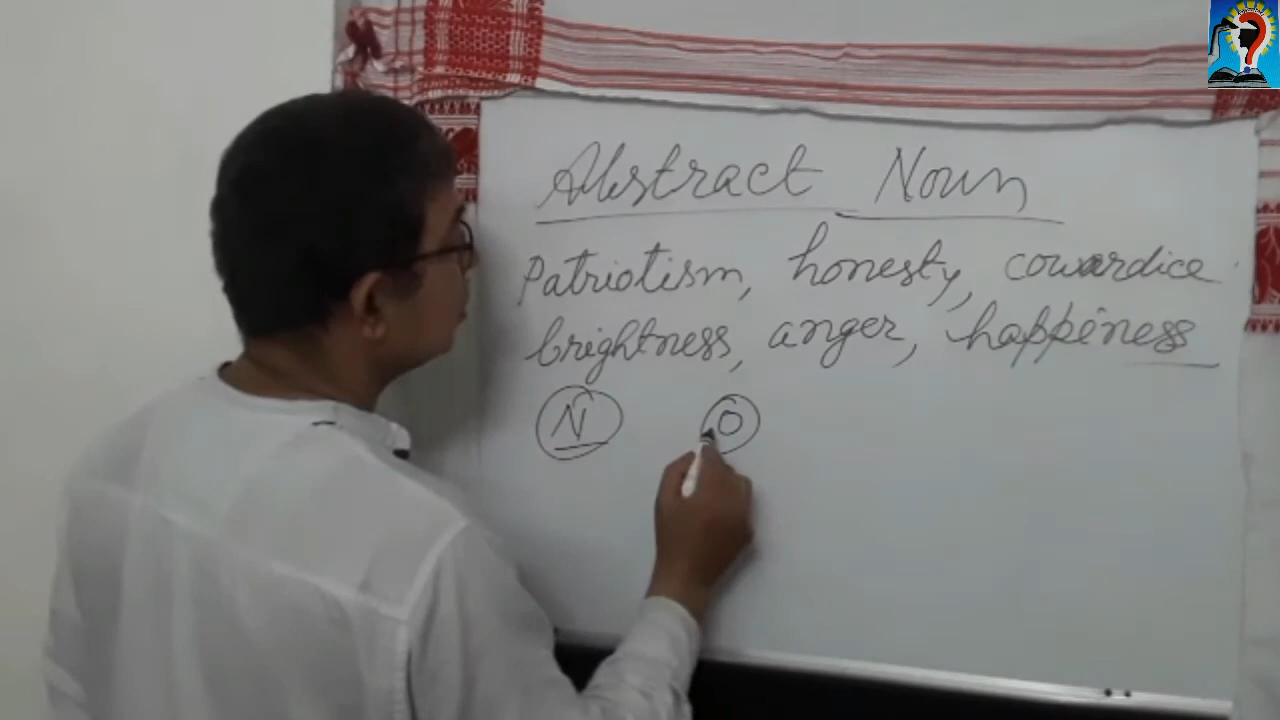 Abstract Noun
Patriotism, honesty, cowardice
brightness, anger, happiness
N O